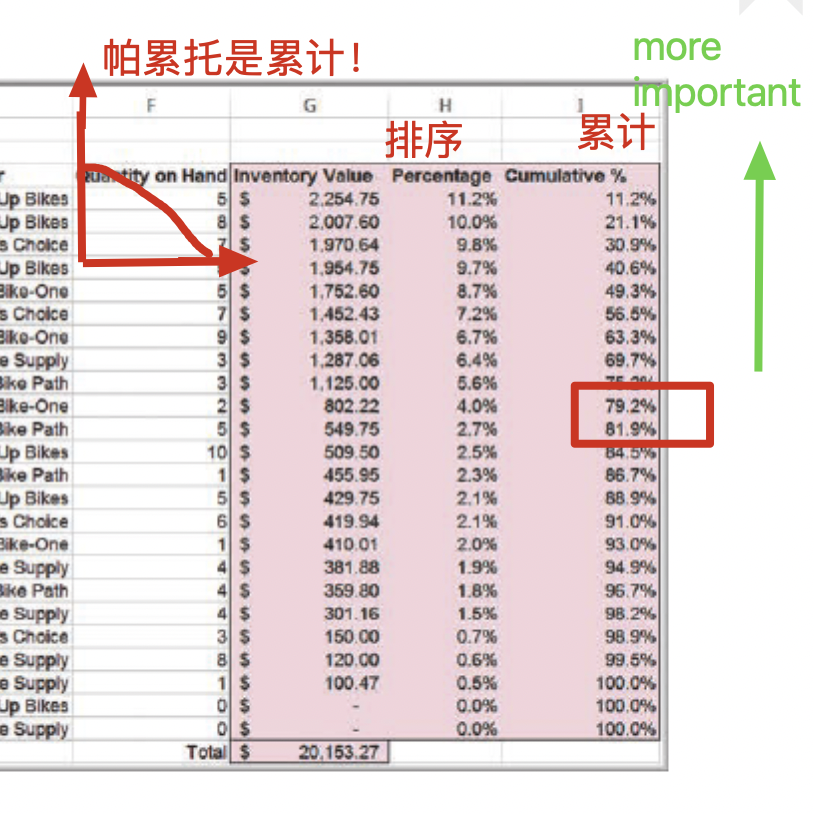 帕累托是累计！
more
important
F G H I
排序 累计
Quantity on Hand Inventory Value Percentage Cumulative %
Up Bikes 5 $ 2,254.75 11.2% 11.2%
Up Bikes 8 $ 2,007.60 10.0% 21.1%
s Choice 7 $ 1,970.64 9.8% 30.9%
Up Bikes $ 1,954.75 9.7% 40.6%
Bike-One 5 $ 1,752.60 8.7% 49.3%
s Choice 7 $ 1,452.43 7.2% 56.5%
Bike-One 9 $ 1,358.01 6.7% 63.3%
e Supply 3 $ 1,287.06 6.4% 69.7%
Bike Path 3 $ 1,125.00 5.6% 75.2%
Bike-One 2 $ 802.22 4.0% 79.2%
Bike Path 5 $ 549.75 2.7% 81.9%
Up Bikes 10 $ 509.50 2.5% 84.5%
Bike Path 1 $ 455.95 2.3% 86.7%
Up Bikes 5 $ 429.75 2.1% 88.9%
s Choice 6 $ 419.94 2.1% 91.0%
Bike-One 1 $ 410.01 2.0% 93.0%
e Supply 4 $ 381.88 1.9% 94.9%
Bike Path 4 $ 359.80 1.8% 96.7%
e Supply 4 $ 301.16 1.5% 98.2%
s Choice 3 $ 150.00 0.7% 98.9%
e Supply 8 $ 120.00 0.6% 99.5%
e Supply 1 $ 100.47 0.5% 100.0%
Up Bikes 0 $ - 0.0% 100.0%
e Supply 0 $ - 0.0% 100.0%
Total $ 20,153.27